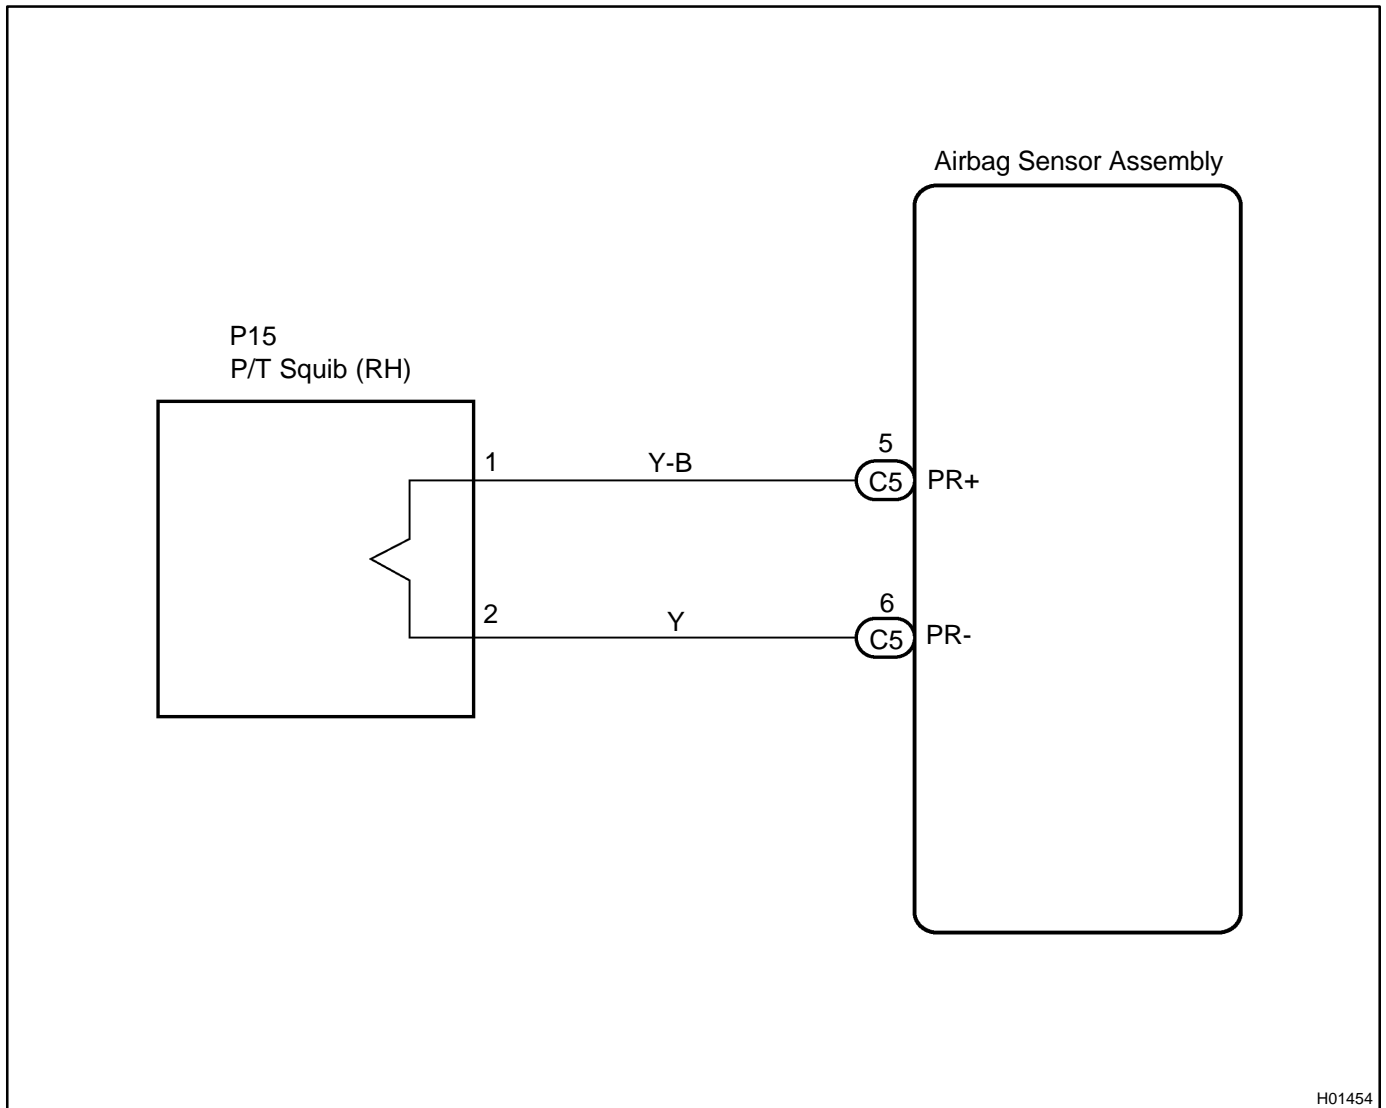 Airbag Sensor Assembly
P15
P/T Squib (RH)
1
Y-B
5
C5
PR+
2
Y
6
C5
PR-
H01454